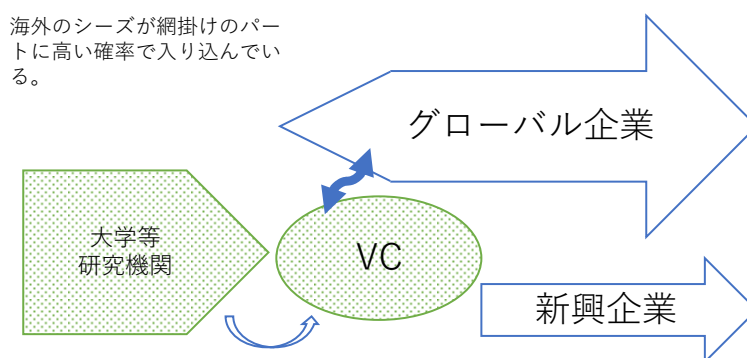 海外のシーズが網掛けのパー
トに高い確率で入り込んでい
る。
グローバル企業
大学等
研究機関
VC
新興企業